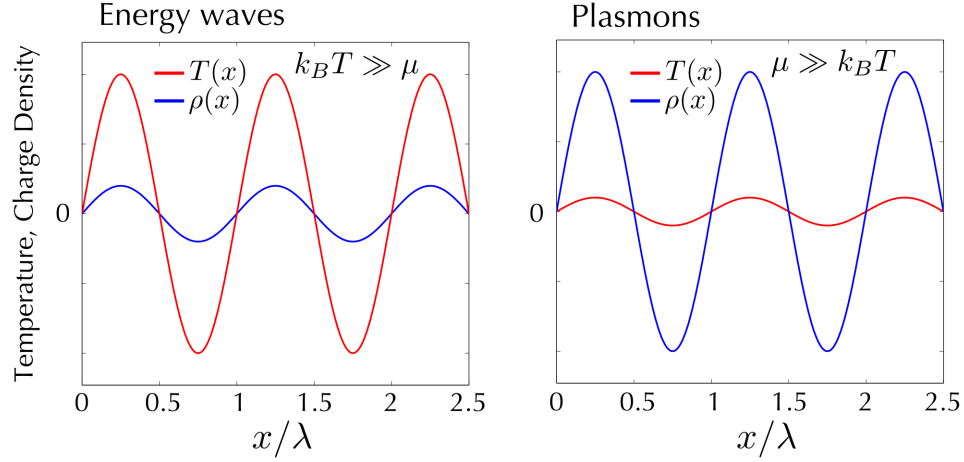 Energy waves
T(x)
ρ(x)
k_BT ≫ μ
Temperature, Charge Density
0
0 0.5 1 1.5 2 2.5
x/λ
Plasmons
T(x)
ρ(x)
μ ≫ k_BT
0
0 0.5 1 1.5 2 2.5
x/λ